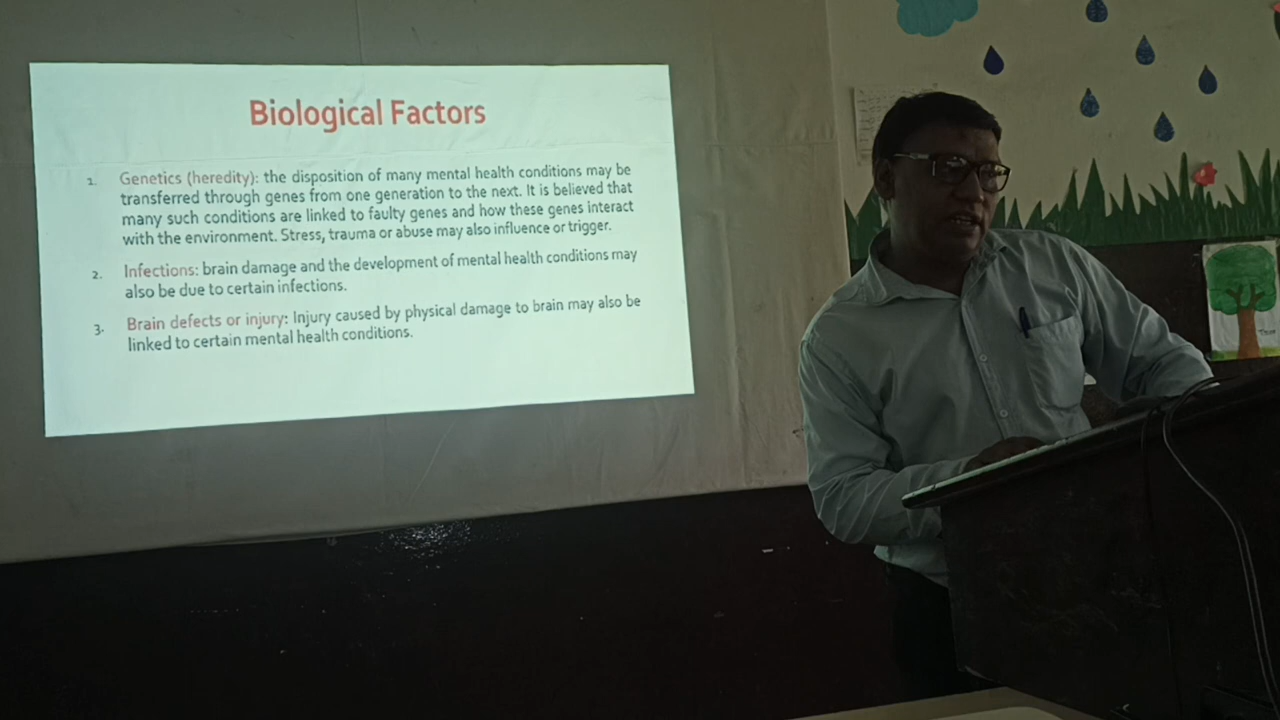 Biological Factors
1. Genetics (heredity): the disposition of many mental health conditions may be
transferred through genes from one generation to the next. It is believed that
many such conditions are linked to faulty genes and how these genes interact
with the environment. Stress, trauma or abuse may also influence or trigger.
2. Infections: brain damage and the development of mental health conditions may
also be due to certain infections.
3. Brain defects or injury: Injury caused by physical damage to brain may also be
linked to certain mental health conditions.